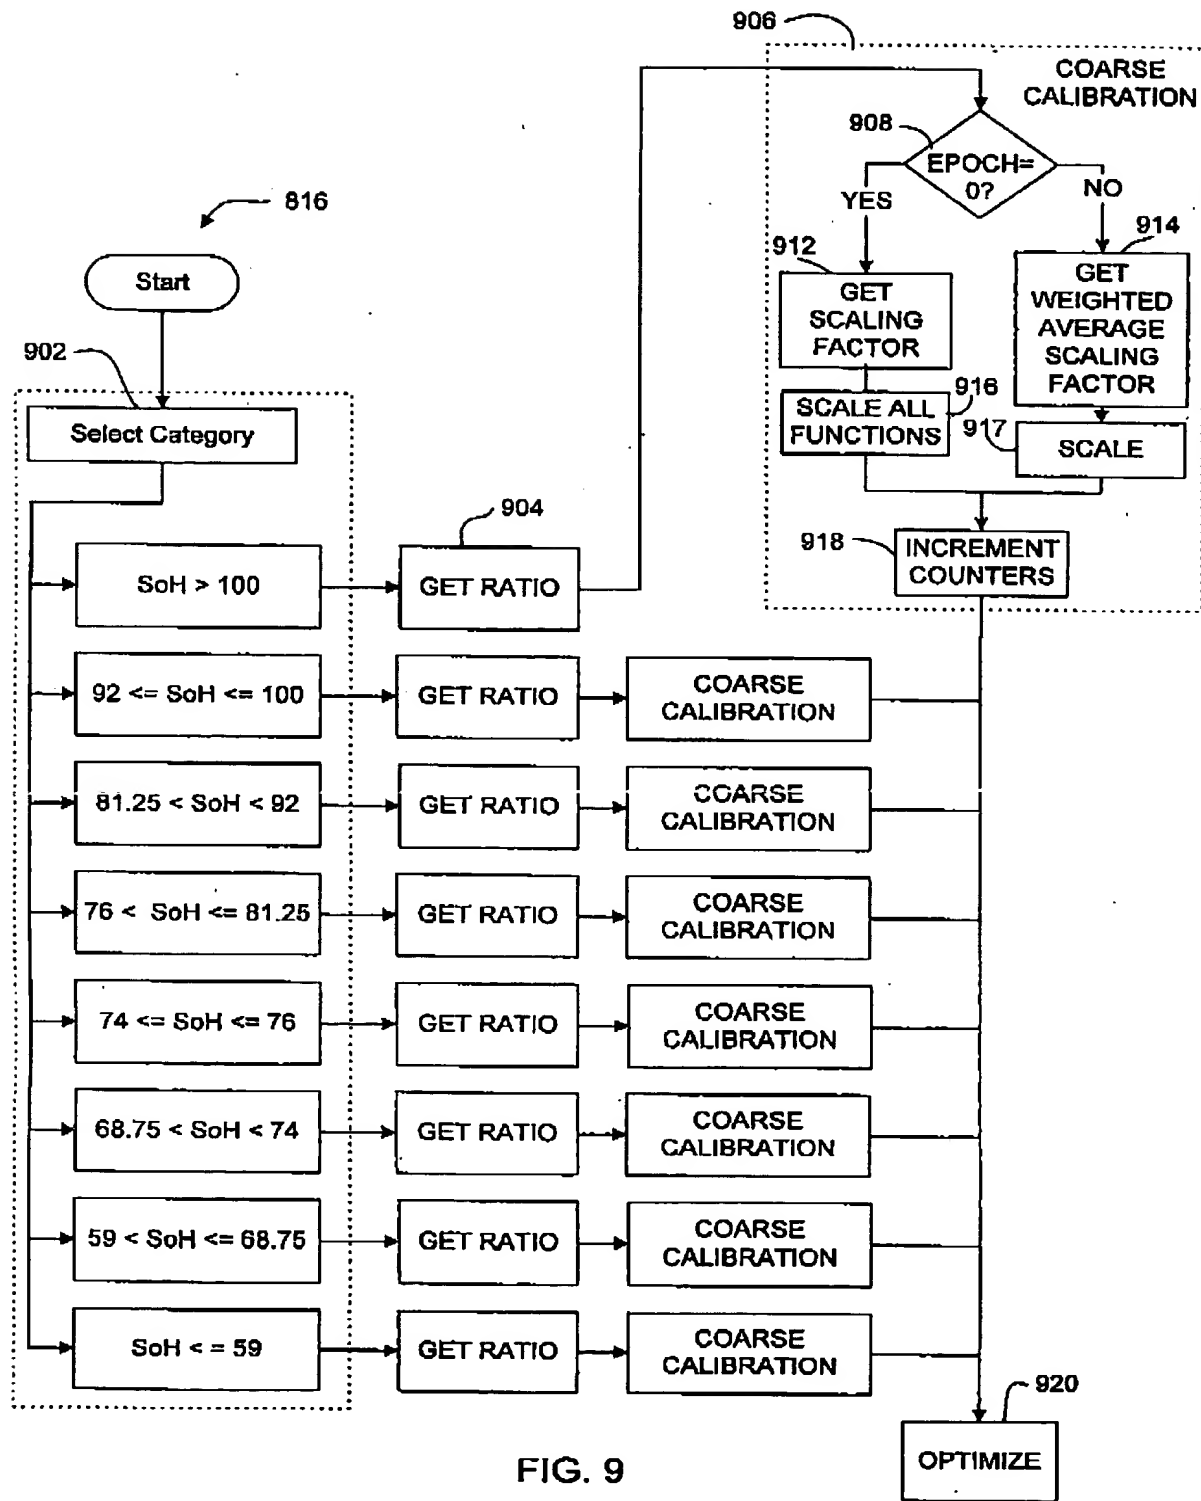 906
COARSE
CALIBRATION
908
EPOCH=
0?
YES
NO
816
Start
912
GET
SCALING
FACTOR
914
GET
WEIGHTED
AVERAGE
SCALING
FACTOR
902
Select Category
916
SCALE ALL
FUNCTIONS
917
SCALE
904
918
INCREMENT
COUNTERS
SoH > 100
GET RATIO
92 <= SoH <= 100
GET RATIO
COARSE
CALIBRATION
81.25 < SoH < 92
GET RATIO
COARSE
CALIBRATION
76 < SoH <= 81.25
GET RATIO
COARSE
CALIBRATION
74 <= SoH <= 76
GET RATIO
COARSE
CALIBRATION
68.75 < SoH < 74
GET RATIO
COARSE
CALIBRATION
59 < SoH <= 68.75
GET RATIO
COARSE
CALIBRATION
SoH < = 59
GET RATIO
COARSE
CALIBRATION
920
OPTIMIZE
FIG. 9